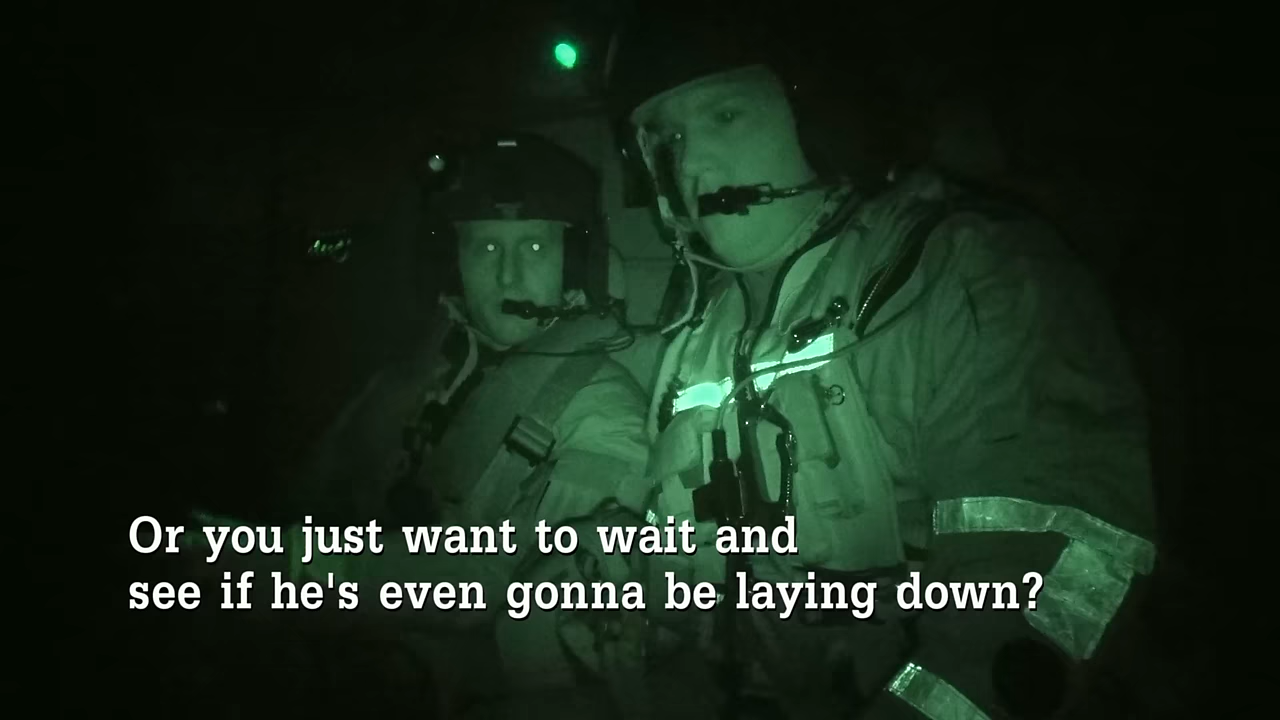 Or you just want to wait and
see if he's even gonna be laying down?